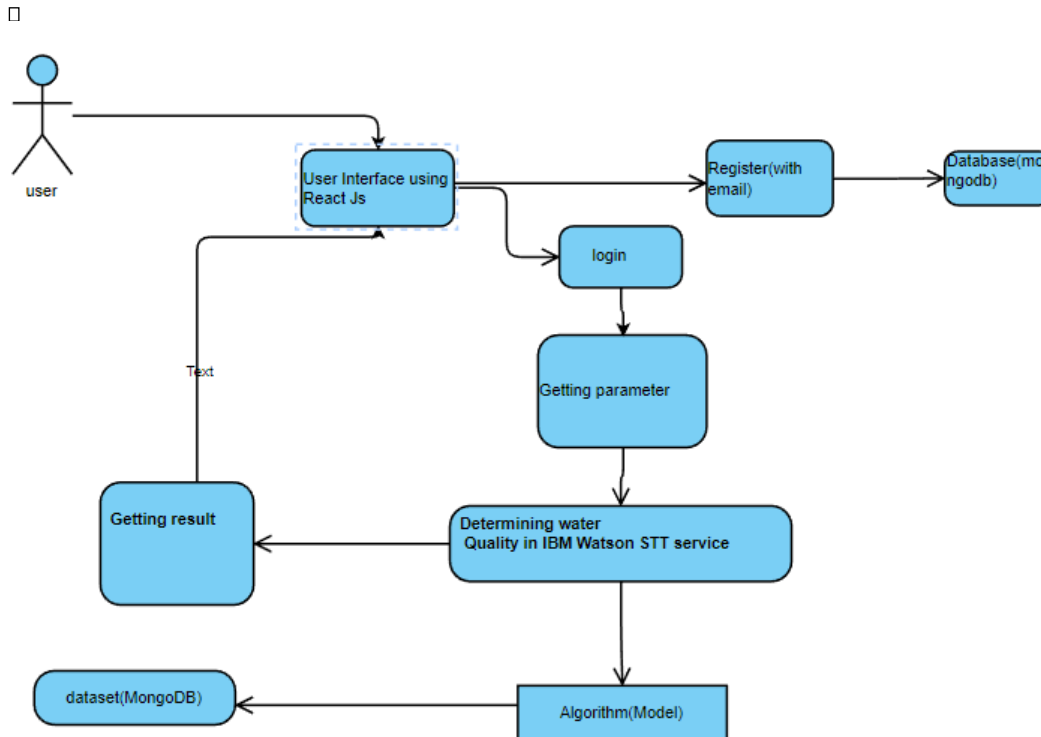 user
User Interface using
React Js
Register(with
email)
Database(mo
ngodb)
login
Getting parameter
Text
Getting result
Determining water
Quality in IBM Watson STT service
dataset(MongoDB)
Algorithm(Model)